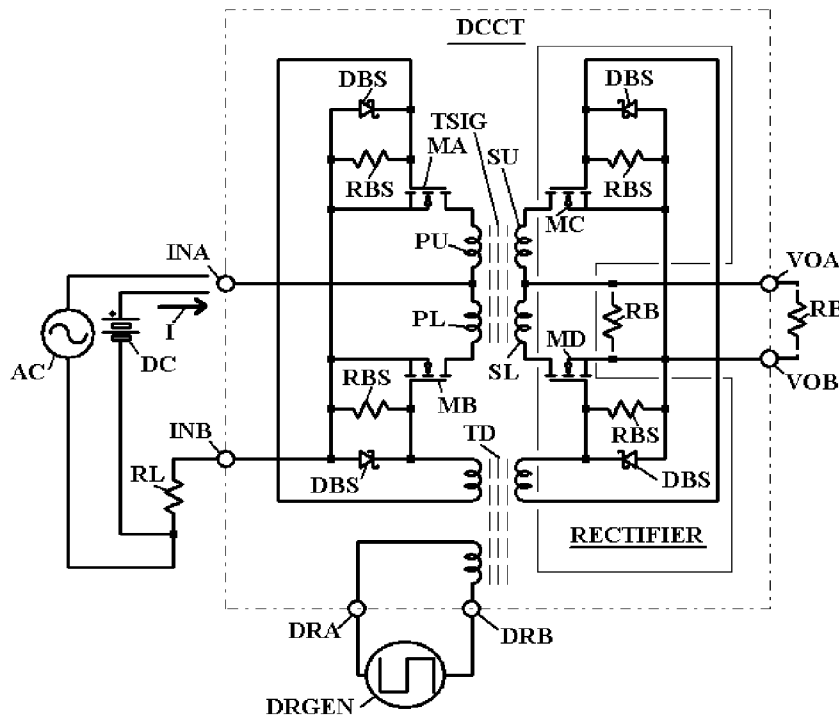 DCCT
DBS
DBS
TSIG
MA
SU
RBS
RBS
MC
PU
INA
VOA
I
PL
RB
RB
+
DC
MD
AC
SL
VOB
RBS
MB
INB
TD
RBS
RL
DBS
DBS
RECTIFIER
DRA
DRB
DRGEN